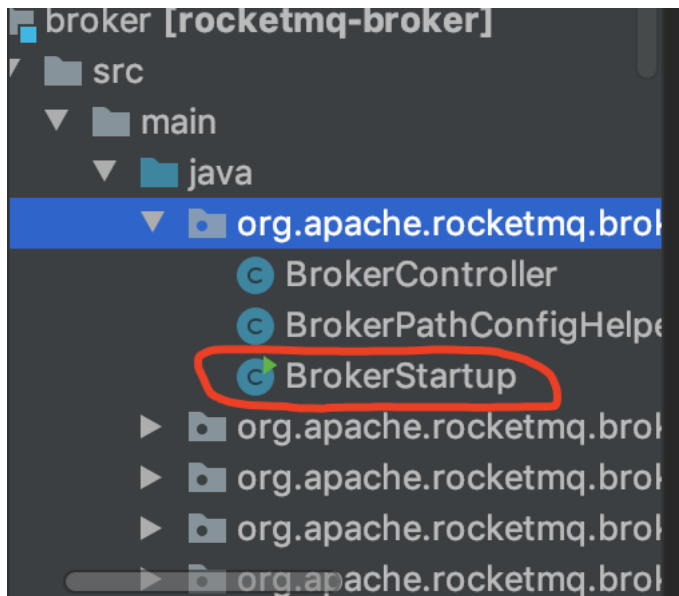 broker [rocketmq-broker]
src
main
java
org.apache.rocketmq.brok
C BrokerController
C BrokerPathConfigHelpe
C BrokerStartup
org.apache.rocketmq.brok
org.apache.rocketmq.brok
org.apache.rocketmq.brok
org.apache.rocketmq.brok